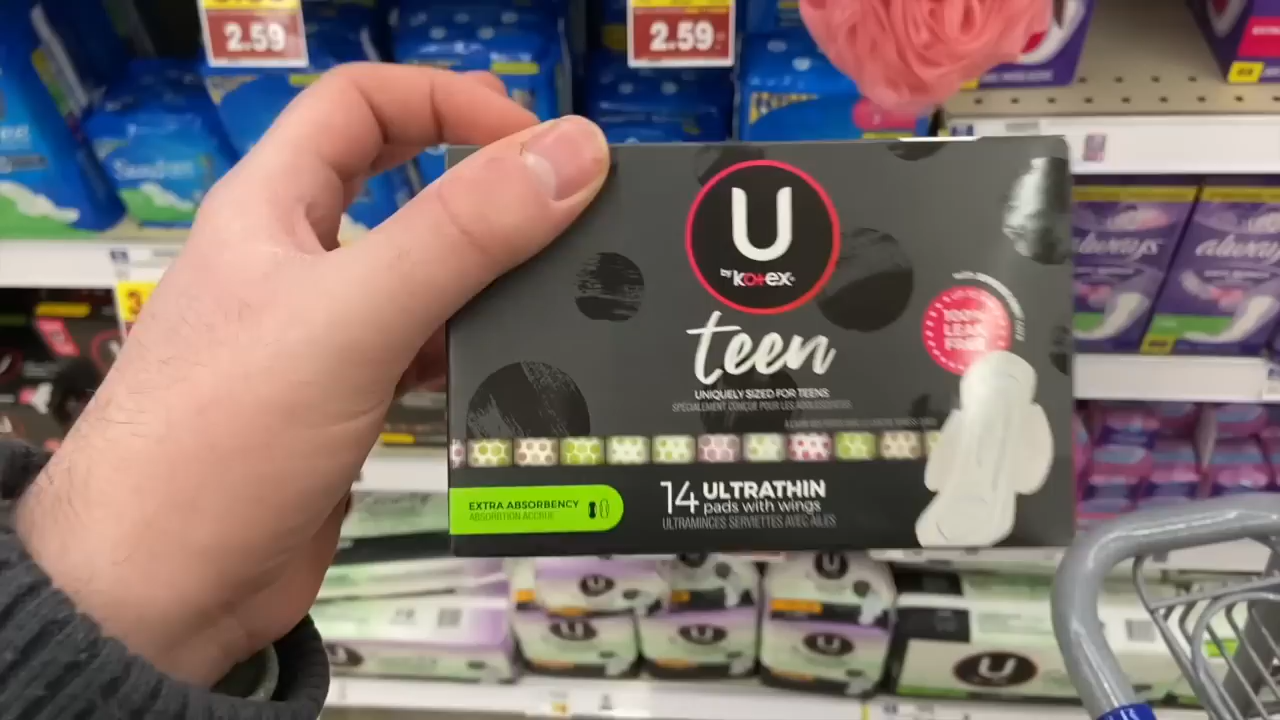 2.59
2.59
U
by kotex
teen
UNIQUELY SIZED FOR TEENS
SPÉCIALEMENT CONÇUE POUR LES ADOLESCENTES
100%
LEAK
FREE
EXTRA ABSORBENCY
ABSORPTION ACCRUE
14 ULTRATHIN
pads with wings
ULTRAMINCES SERVIETTES AVEC AILES
always
always
U
U
U
U
U